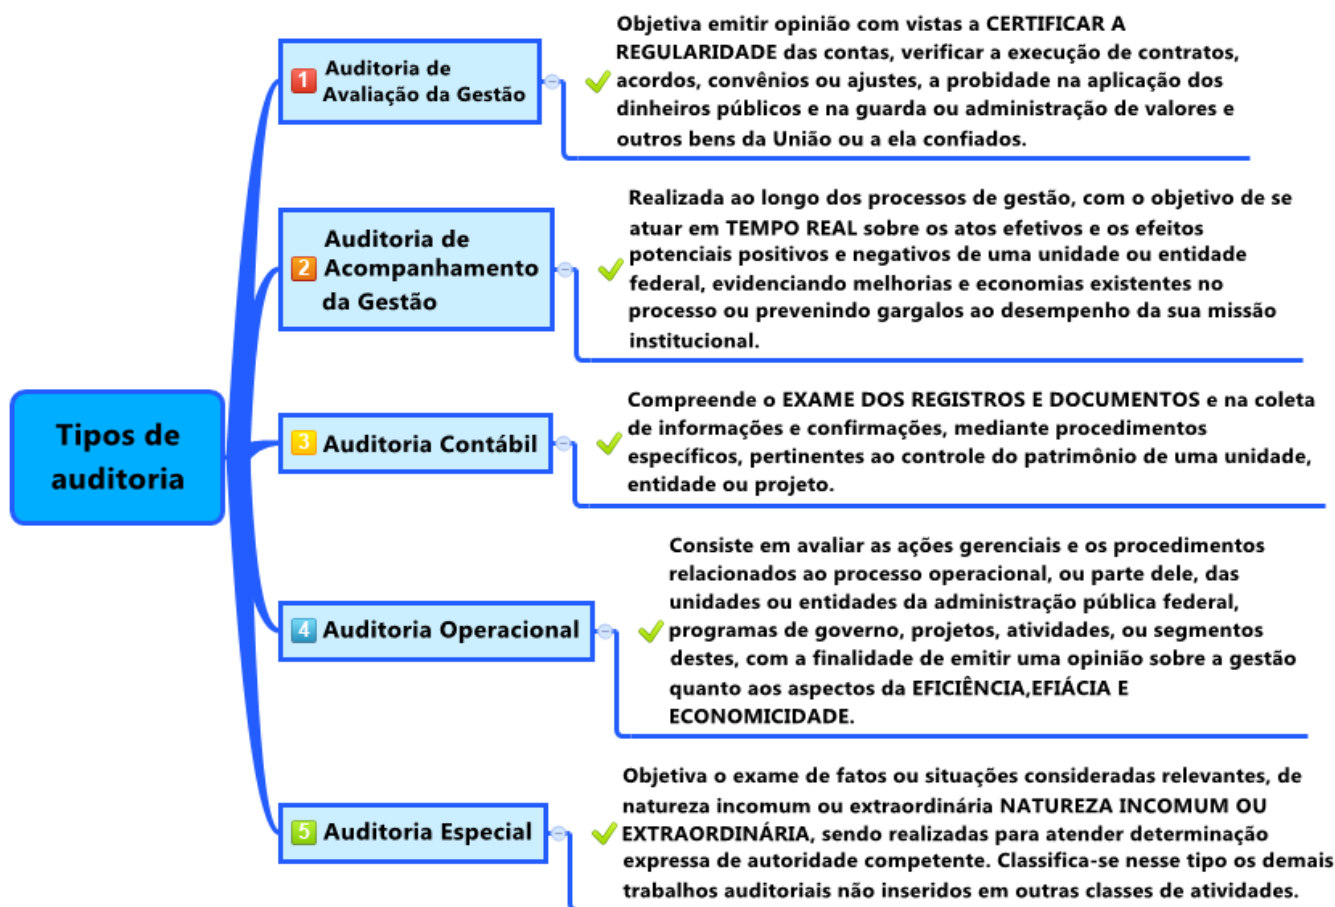 Tipos de
auditoria
1 Auditoria de
Avaliação da Gestão
Objetiva emitir opinião com vistas a CERTIFICAR A
REGULARIDADE das contas, verificar a execução de contratos,
acordos, convênios ou ajustes, a probidade na aplicação dos
dinheiros públicos e na guarda ou administração de valores e
outros bens da União ou a ela confiados.
2 Auditoria de
Acompanhamento
da Gestão
Realizada ao longo dos processos de gestão, com o objetivo de se
atuar em TEMPO REAL sobre os atos efetivos e os efeitos
potenciais positivos e negativos de uma unidade ou entidade
federal, evidenciando melhorias e economias existentes no
processo ou prevenindo gargalos ao desempenho da sua missão
institucional.
3 Auditoria Contábil
Compreende o EXAME DOS REGISTROS E DOCUMENTOS e na coleta
de informações e confirmações, mediante procedimentos
específicos, pertinentes ao controle do patrimônio de uma unidade,
entidade ou projeto.
4 Auditoria Operacional
Consiste em avaliar as ações gerenciais e os procedimentos
relacionados ao processo operacional, ou parte dele, das
unidades ou entidades da administração pública federal,
programas de governo, projetos, atividades, ou segmentos
destes, com a finalidade de emitir uma opinião sobre a gestão
quanto aos aspectos da EFICIÊNCIA,EFIÁCIA E
ECONOMICIDADE.
5 Auditoria Especial
Objetiva o exame de fatos ou situações consideradas relevantes, de
natureza incomum ou extraordinária NATUREZA INCOMUM OU
EXTRAORDINÁRIA, sendo realizadas para atender determinação
expressa de autoridade competente. Classifica-se nesse tipo os demais
trabalhos auditoriais não inseridos em outras classes de atividades.